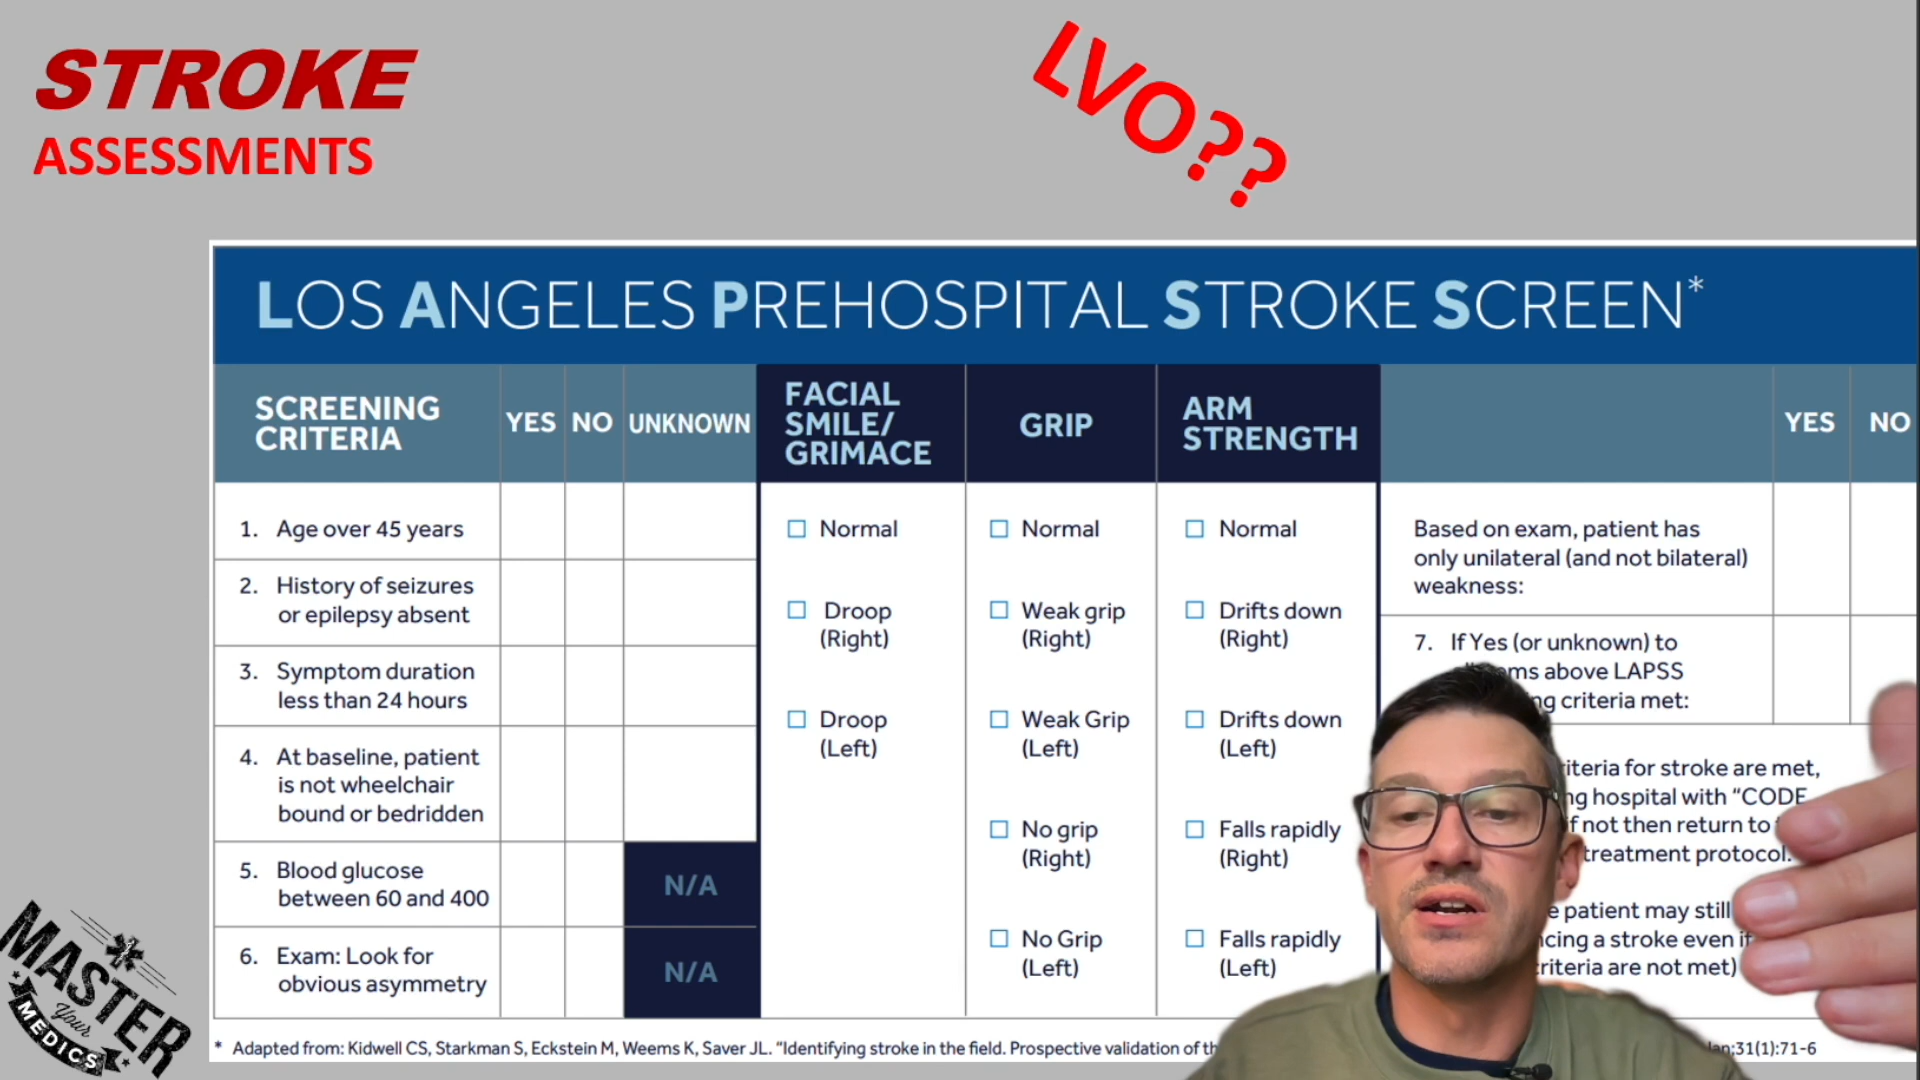 STROKE
ASSESSMENTS
LVO??
LOS ANGELES PREHOSPITAL STROKE SCREEN*
SCREENING
CRITERIA
YES
NO
UNKNOWN
FACIAL
SMILE/
GRIMACE
GRIP
ARM
STRENGTH
YES
NO
1. Age over 45 years
2. History of seizures
or epilepsy absent
3. Symptom duration
less than 24 hours
4. At baseline, patient
is not wheelchair
bound or bedridden
5. Blood glucose
between 60 and 400
N/A
6. Exam: Look for
obvious asymmetry
N/A
Normal
Droop
(Right)
Droop
(Left)
Normal
Weak grip
(Right)
Weak Grip
(Left)
No grip
(Right)
No Grip
(Left)
Normal
Drifts down
(Right)
Drifts down
(Left)
Falls rapidly
(Right)
Falls rapidly
(Left)
Based on exam, patient has
only unilateral (and not bilateral)
weakness:
7. If Yes (or unknown) to
above LAPSS
criteria met:
for stroke are met,
hospital with "CODE
not then return to
treatment protocol.
patient may still
a stroke even if
criteria are not met)
* Adapted from: Kidwell CS, Starkman S, Eckstein M, Weems K, Saver JL. "Identifying stroke in the field. Prospective validation of
31(1):71-6
MASTER
Your
MEDICS